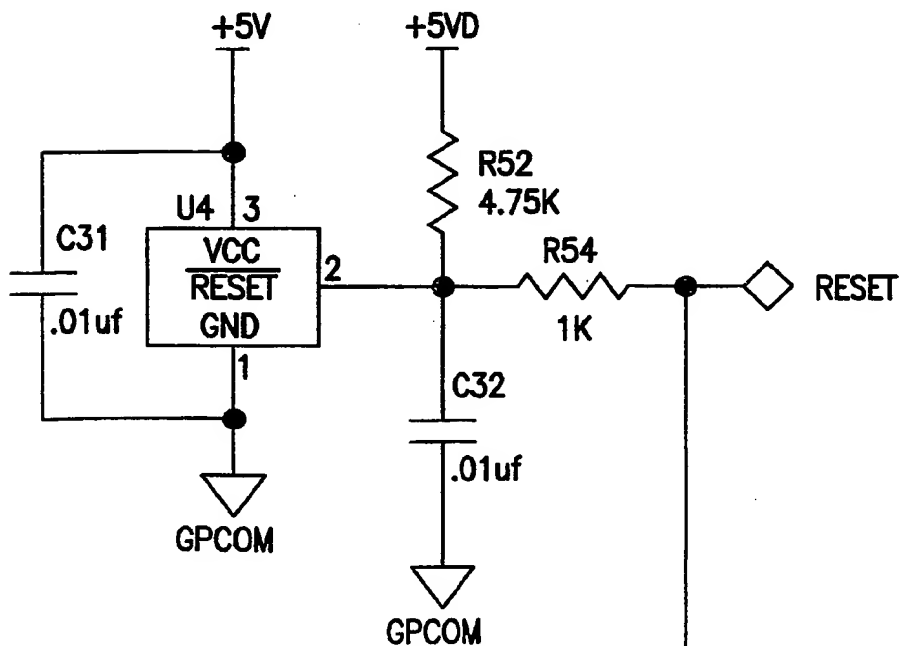 +5V
+5VD
R52
4.75K
U4
3
C31
.01uf
VCC
RESET
GND
2
1
R54
1K
RESET
C32
.01uf
GPCOM
GPCOM